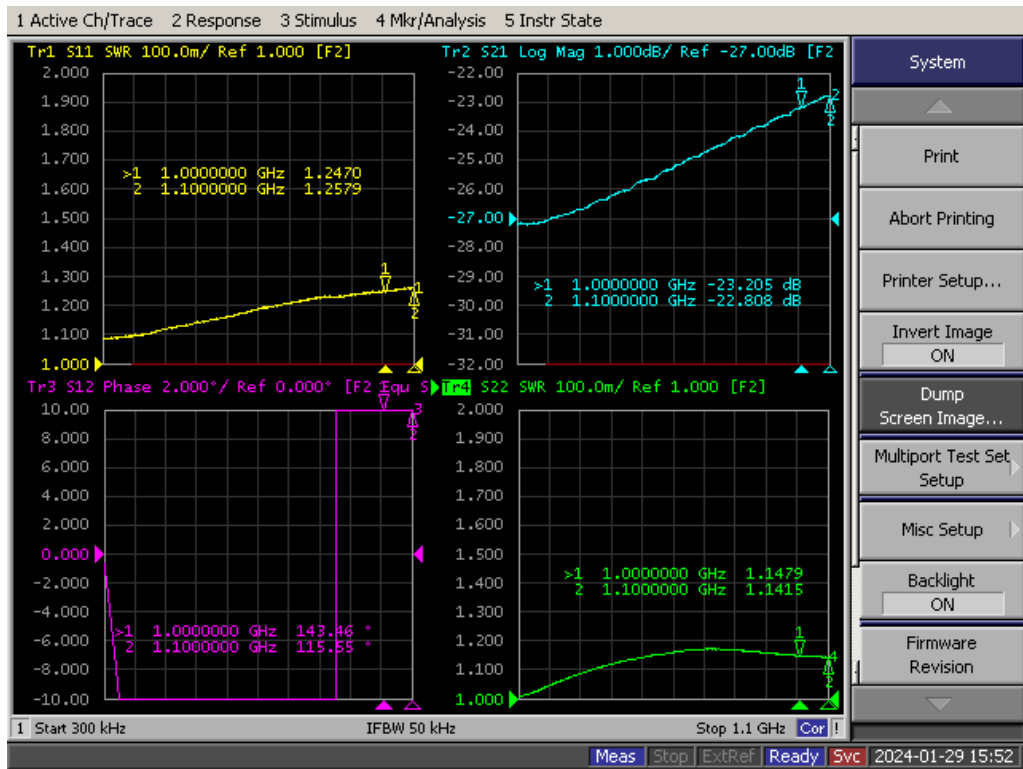 1 Active Ch/Trace 2 Response 3 Stimulus 4 Mkr/Analysis 5 Instr State
Tr1 S11 SWR 100.0m/ Ref 1.000 [F2]
2.000
1.900
1.800
1.700
1.600
1.500
1.400
1.300
1.200
1.100
1.000
>1 1.0000000 GHz 1.2470
2 1.1000000 GHz 1.2579
1
1
2
Tr2 S21 Log Mag 1.000dB/ Ref -27.00dB [F2
-22.00
-23.00
-24.00
-25.00
-26.00
-27.00
-28.00
-29.00
-30.00
-31.00
-32.00
>1 1.0000000 GHz -23.205 dB
2 1.1000000 GHz -22.808 dB
1
2
2
Tr3 S12 Phase 2.000°/ Ref 0.000° [F2 Equ S
10.00
8.000
6.000
4.000
2.000
0.000
-2.000
-4.000
-6.000
-8.000
-10.00
>1 1.0000000 GHz 143.46 °
2 1.1000000 GHz 115.55 °
3
2
Tr4 S22 SWR 100.0m/ Ref 1.000 [F2]
2.000
1.900
1.800
1.700
1.600
1.500
1.400
1.300
1.200
1.100
1.000
>1 1.0000000 GHz 1.1479
2 1.1000000 GHz 1.1415
1
4
2
1 Start 300 kHz IFBW 50 kHz Stop 1.1 GHz Cor !
System
Print
Abort Printing
Printer Setup...
Invert Image
ON
Dump
Screen Image...
Multiport Test Set
Setup
Misc Setup
Backlight
ON
Firmware
Revision
Meas Stop ExtRef Ready Svc 2024-01-29 15:52